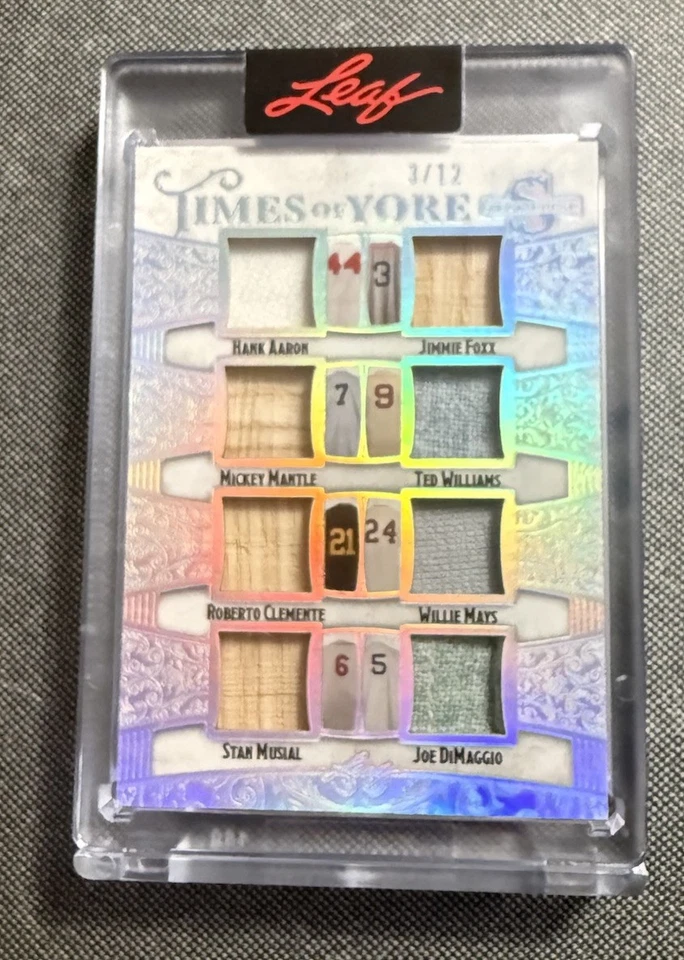 Leaf
3/12
TIMES OF YORE
44 3
HANK AARON JIMMIE FOXX
7 9
MICKEY MANTLE TED WILLIAMS
21 24
ROBERTO CLEMENTE WILLIE MAYS
6 5
STAN MUSIAL JOE DIMAGGIO
Leaf